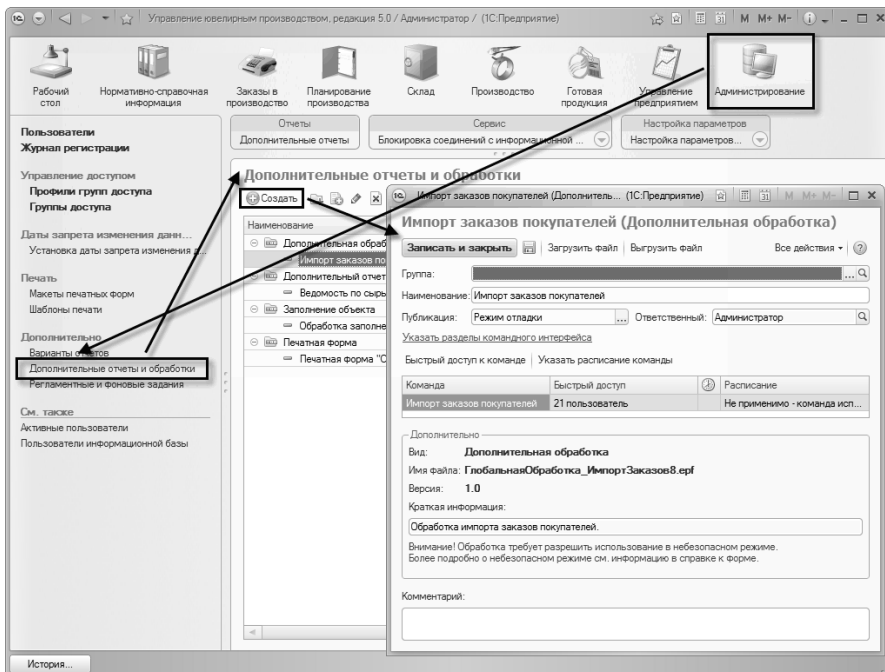 Управление ювелирным производством, редакция 5.0 / Администратор / (1С:Предприятие)
M M+ M-
Рабочий стол
Нормативно-справочная информация
Заказы в производство
Планирование производства
Склад
Производство
Готовая продукция
Управление предприятием
Администрирование
Пользователи
Журнал регистрации
Управление доступом
Профили групп доступа
Группы доступа
Даты запрета изменения данн...
Установка даты запрета изменения д...
Печать
Макеты печатных форм
Шаблоны печати
Дополнительно
Варианты отчетов
Дополнительные отчеты и обработки
Регламентные и фоновые задания
См. также
Активные пользователи
Пользователи информационной базы
Отчеты
Дополнительные отчеты
Сервис
Блокировка соединений с информационной ...
Настройка параметров
Настройка параметров...
Дополнительные отчеты и обработки
Создать
Наименование
Дополнительная обраб
Импорт заказов по
Дополнительный отчет
Ведомость по сырь
Заполнение объекта
Обработка заполне
Печатная форма
Печатная форма "С
Импорт заказов покупателей (Дополнитель... (1С:Предприятие)
M M+ M-
Импорт заказов покупателей (Дополнительная обработка)
Записать и закрыть Загрузить файл Выгрузить файл Все действия
Группа:
Наименование: Импорт заказов покупателей
Публикация: Режим отладки ... Ответственный: Администратор
Указать разделы командного интерфейса
Быстрый доступ к команде Указать расписание команды
Команда Быстрый доступ Расписание
Импорт заказов покупателей 21 пользователь Не применимо - команда исп...
Дополнительно
Вид: Дополнительная обработка
Имя файла: ГлобальнаяОбработка_ИмпортЗаказов8.epf
Версия: 1.0
Краткая информация:
Обработка импорта заказов покупателей.
Внимание! Обработка требует разрешить использование в небезопасном режиме.
Более подробно о небезопасном режиме см. информацию в справке к форме.
Комментарий:
История...